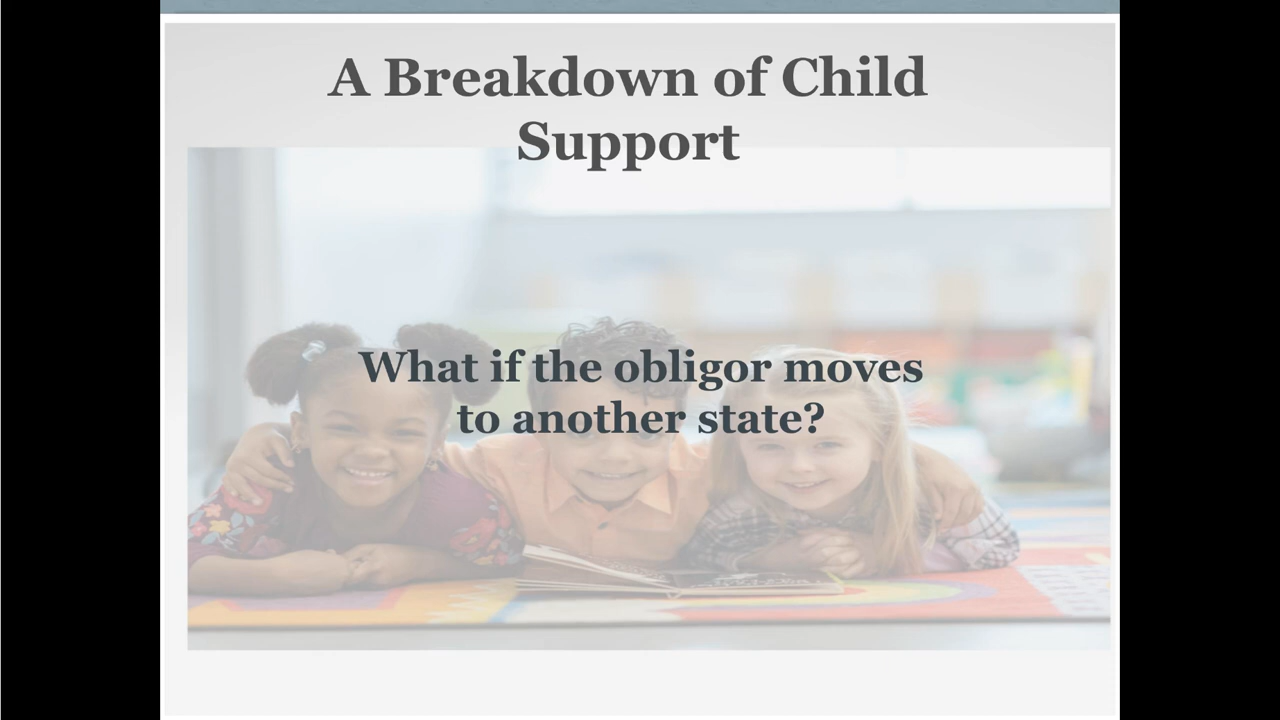 A Breakdown of Child
Support
What if the obligor moves
to another state?